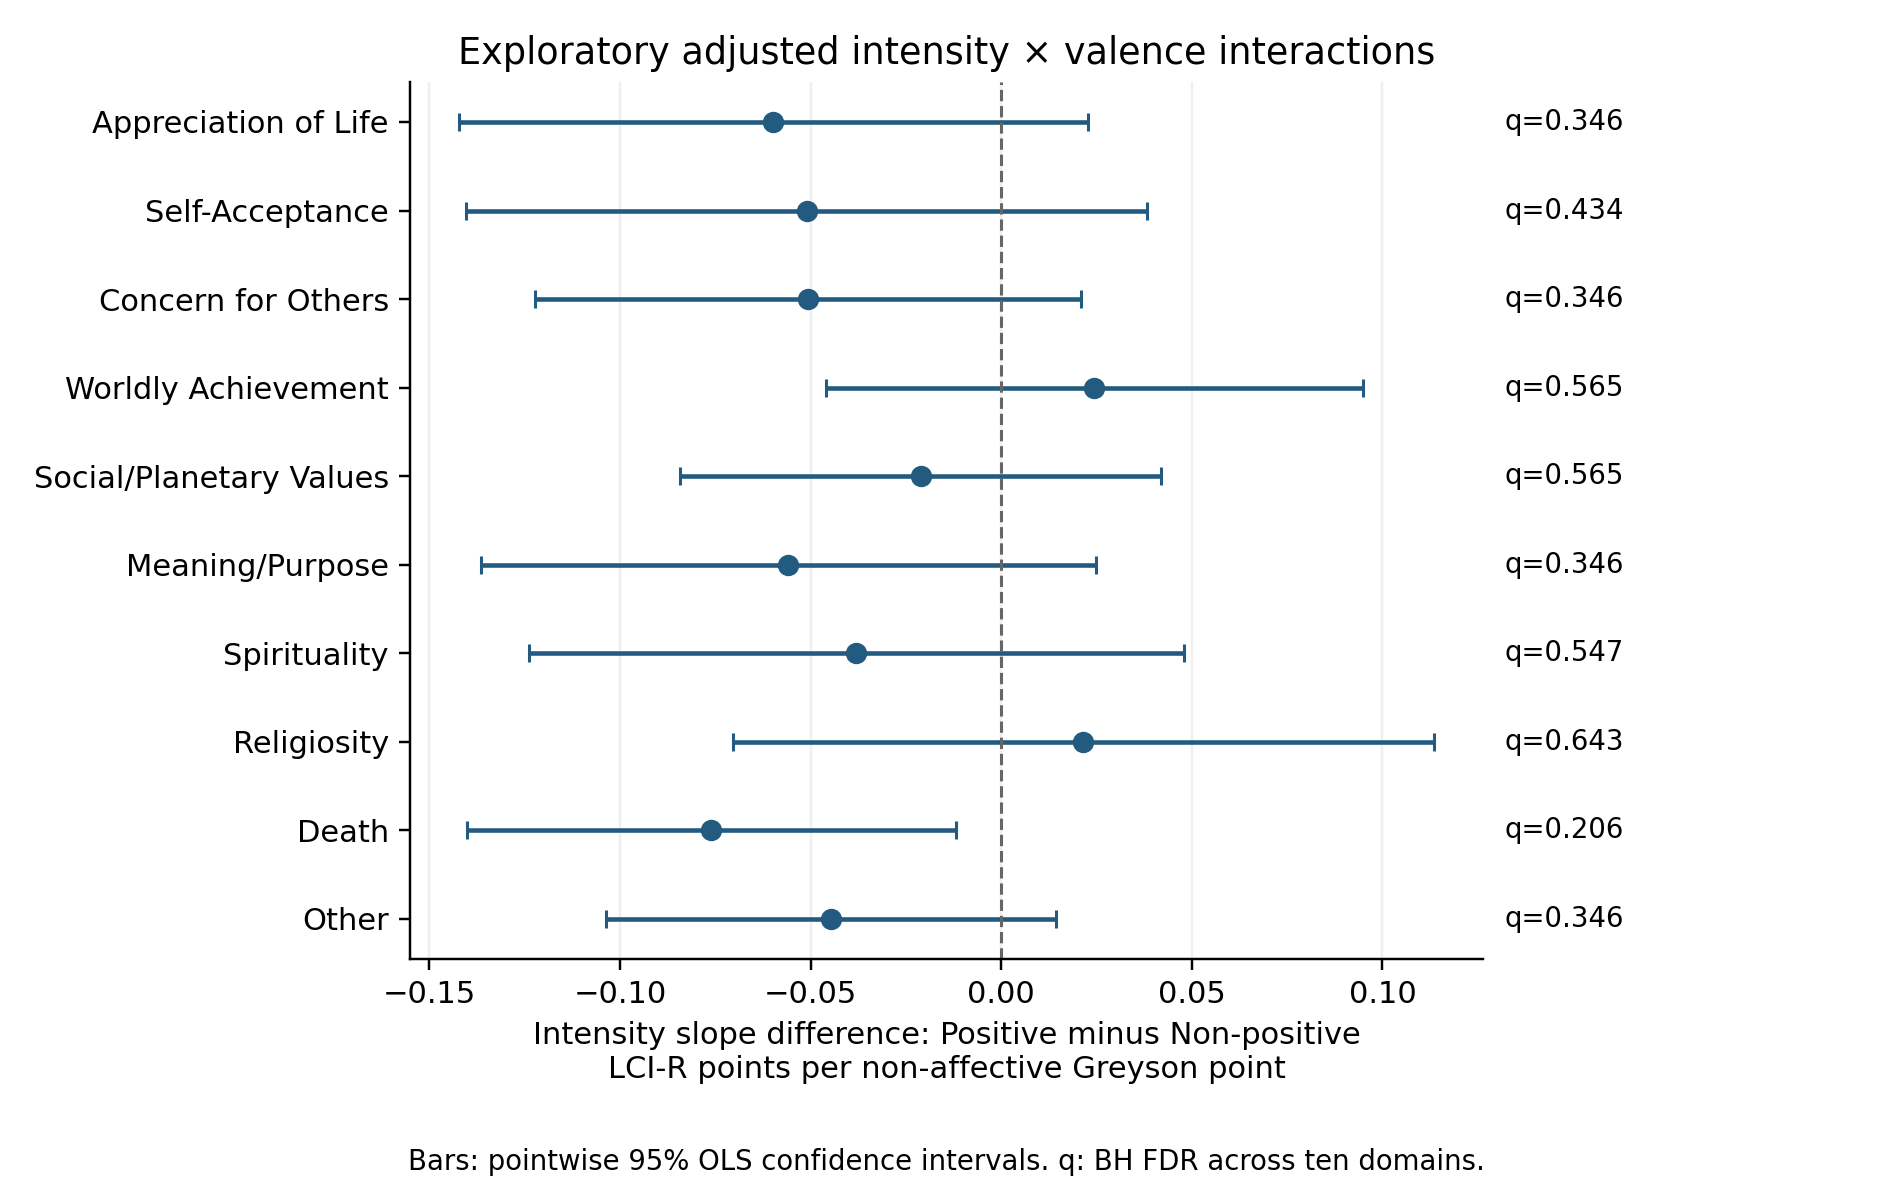 Exploratory adjusted intensity × valence interactions
Appreciation of Life
q=0.346
Self-Acceptance
q=0.434
Concern for Others
q=0.346
Worldly Achievement
q=0.565
Social/Planetary Values
q=0.565
Meaning/Purpose
q=0.346
Spirituality
q=0.547
Religiosity
q=0.643
Death
q=0.206
Other
q=0.346
−0.15 −0.10 −0.05 0.00 0.05 0.10
Intensity slope difference: Positive minus Non-positive
LCI-R points per non-affective Greyson point
Bars: pointwise 95% OLS confidence intervals. q: BH FDR across ten domains.